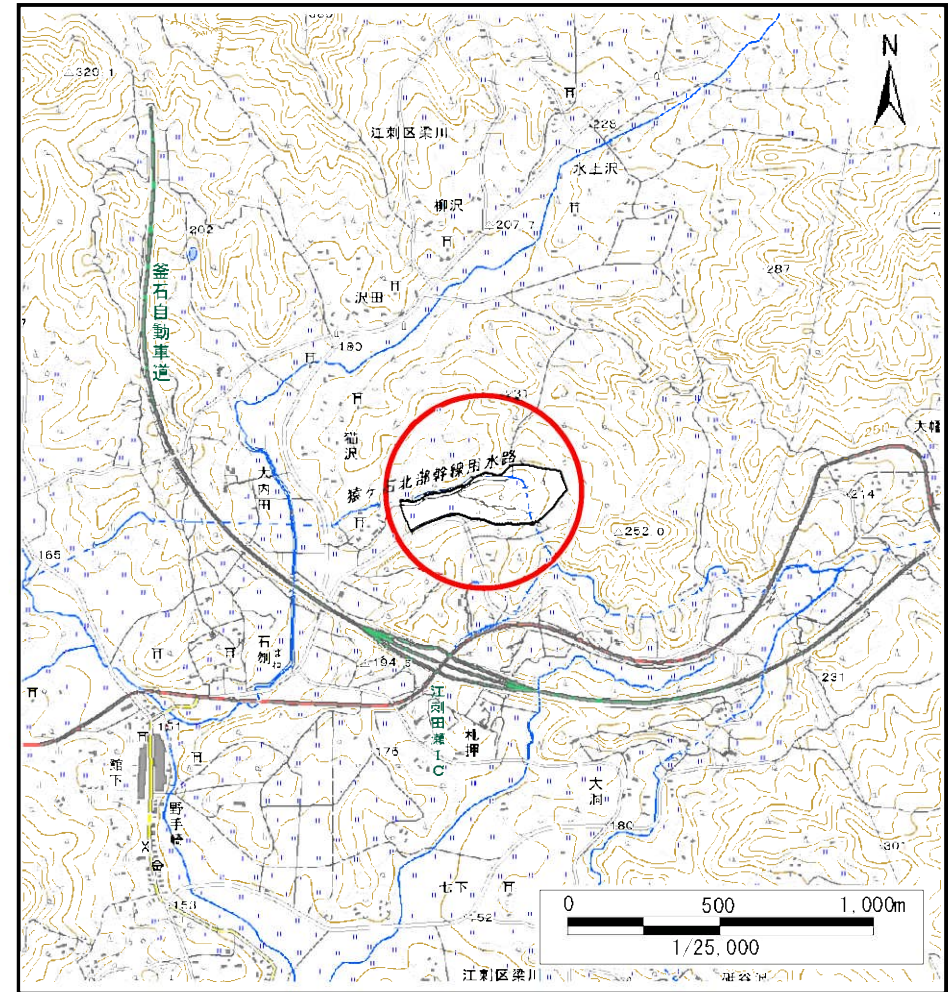 N
329.1
江刺区梁川
228
水上沢
柳沢
207.7
202
287
沢田
釜石自動車道
180
猫沢
猿ヶ石北部幹線用水路
大内田
214
252.0
165
石刎
まね
194.5
231
江刺田瀬IC
札押
151
176
館下
大洞
野手崎
180
七下
153
152
江刺区梁川
0 500 1,000m
1/25,000